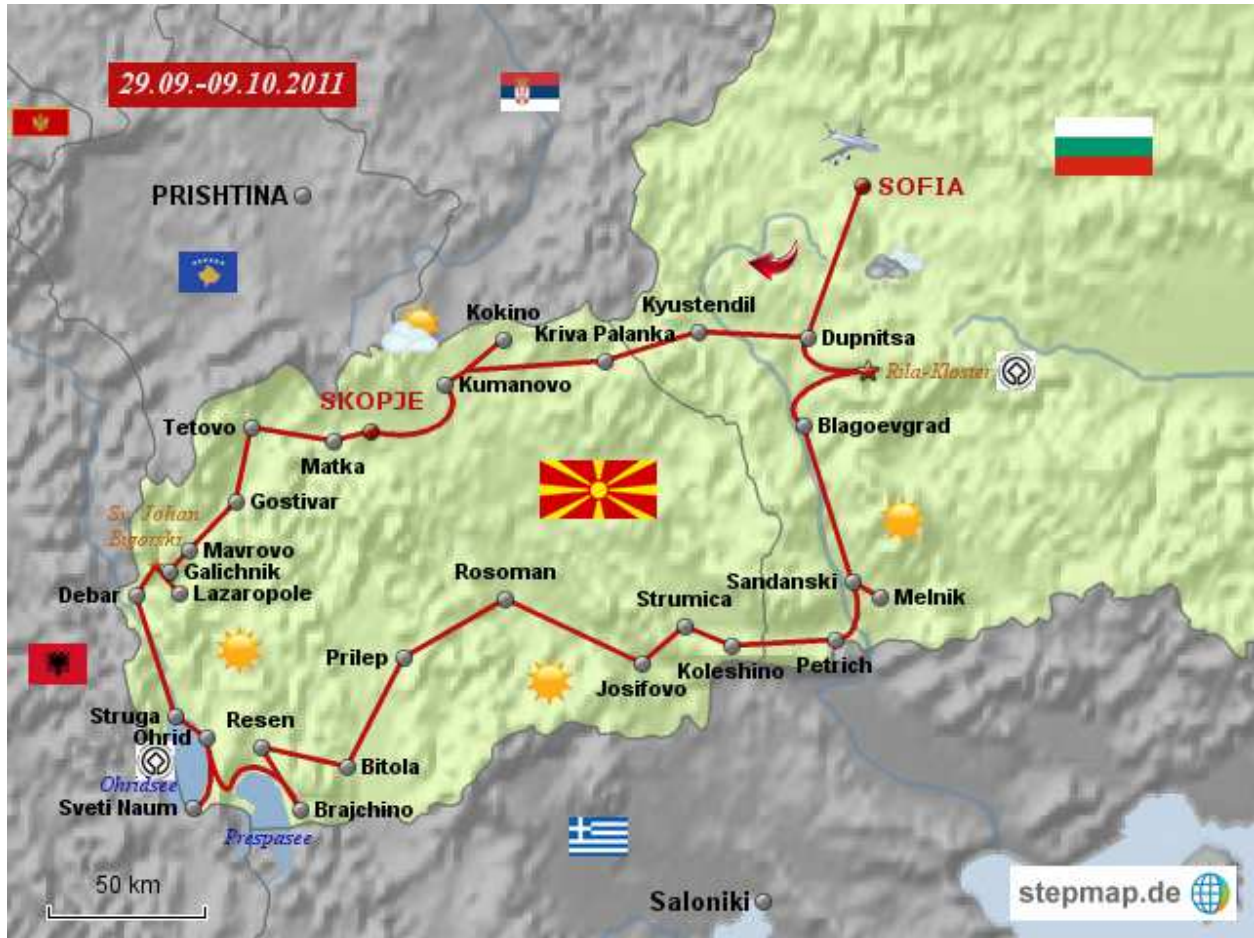 29.09.-09.10.2011
PRISHTINA
SOFIA
Kokino
Kyustendil
Kriva Palanka
Dupnitsa
Rila-Kloster
Kumanovo
SKOPJE
Tetovo
Matka
Blagoevgrad
Gostivar
Sv. Johan
Bigorski
Mavrovo
Galichnik
Lazaropole
Debar
Rosoman
Strumica
Sandanski
Melnik
Prilep
Josifovo
Koleshino
Petrich
Struga
Resen
Ohrid
Bitola
Ohridsee
Sveti Naum
Brajchino
Prespasee
50 km
Saloniki
stepmap.de